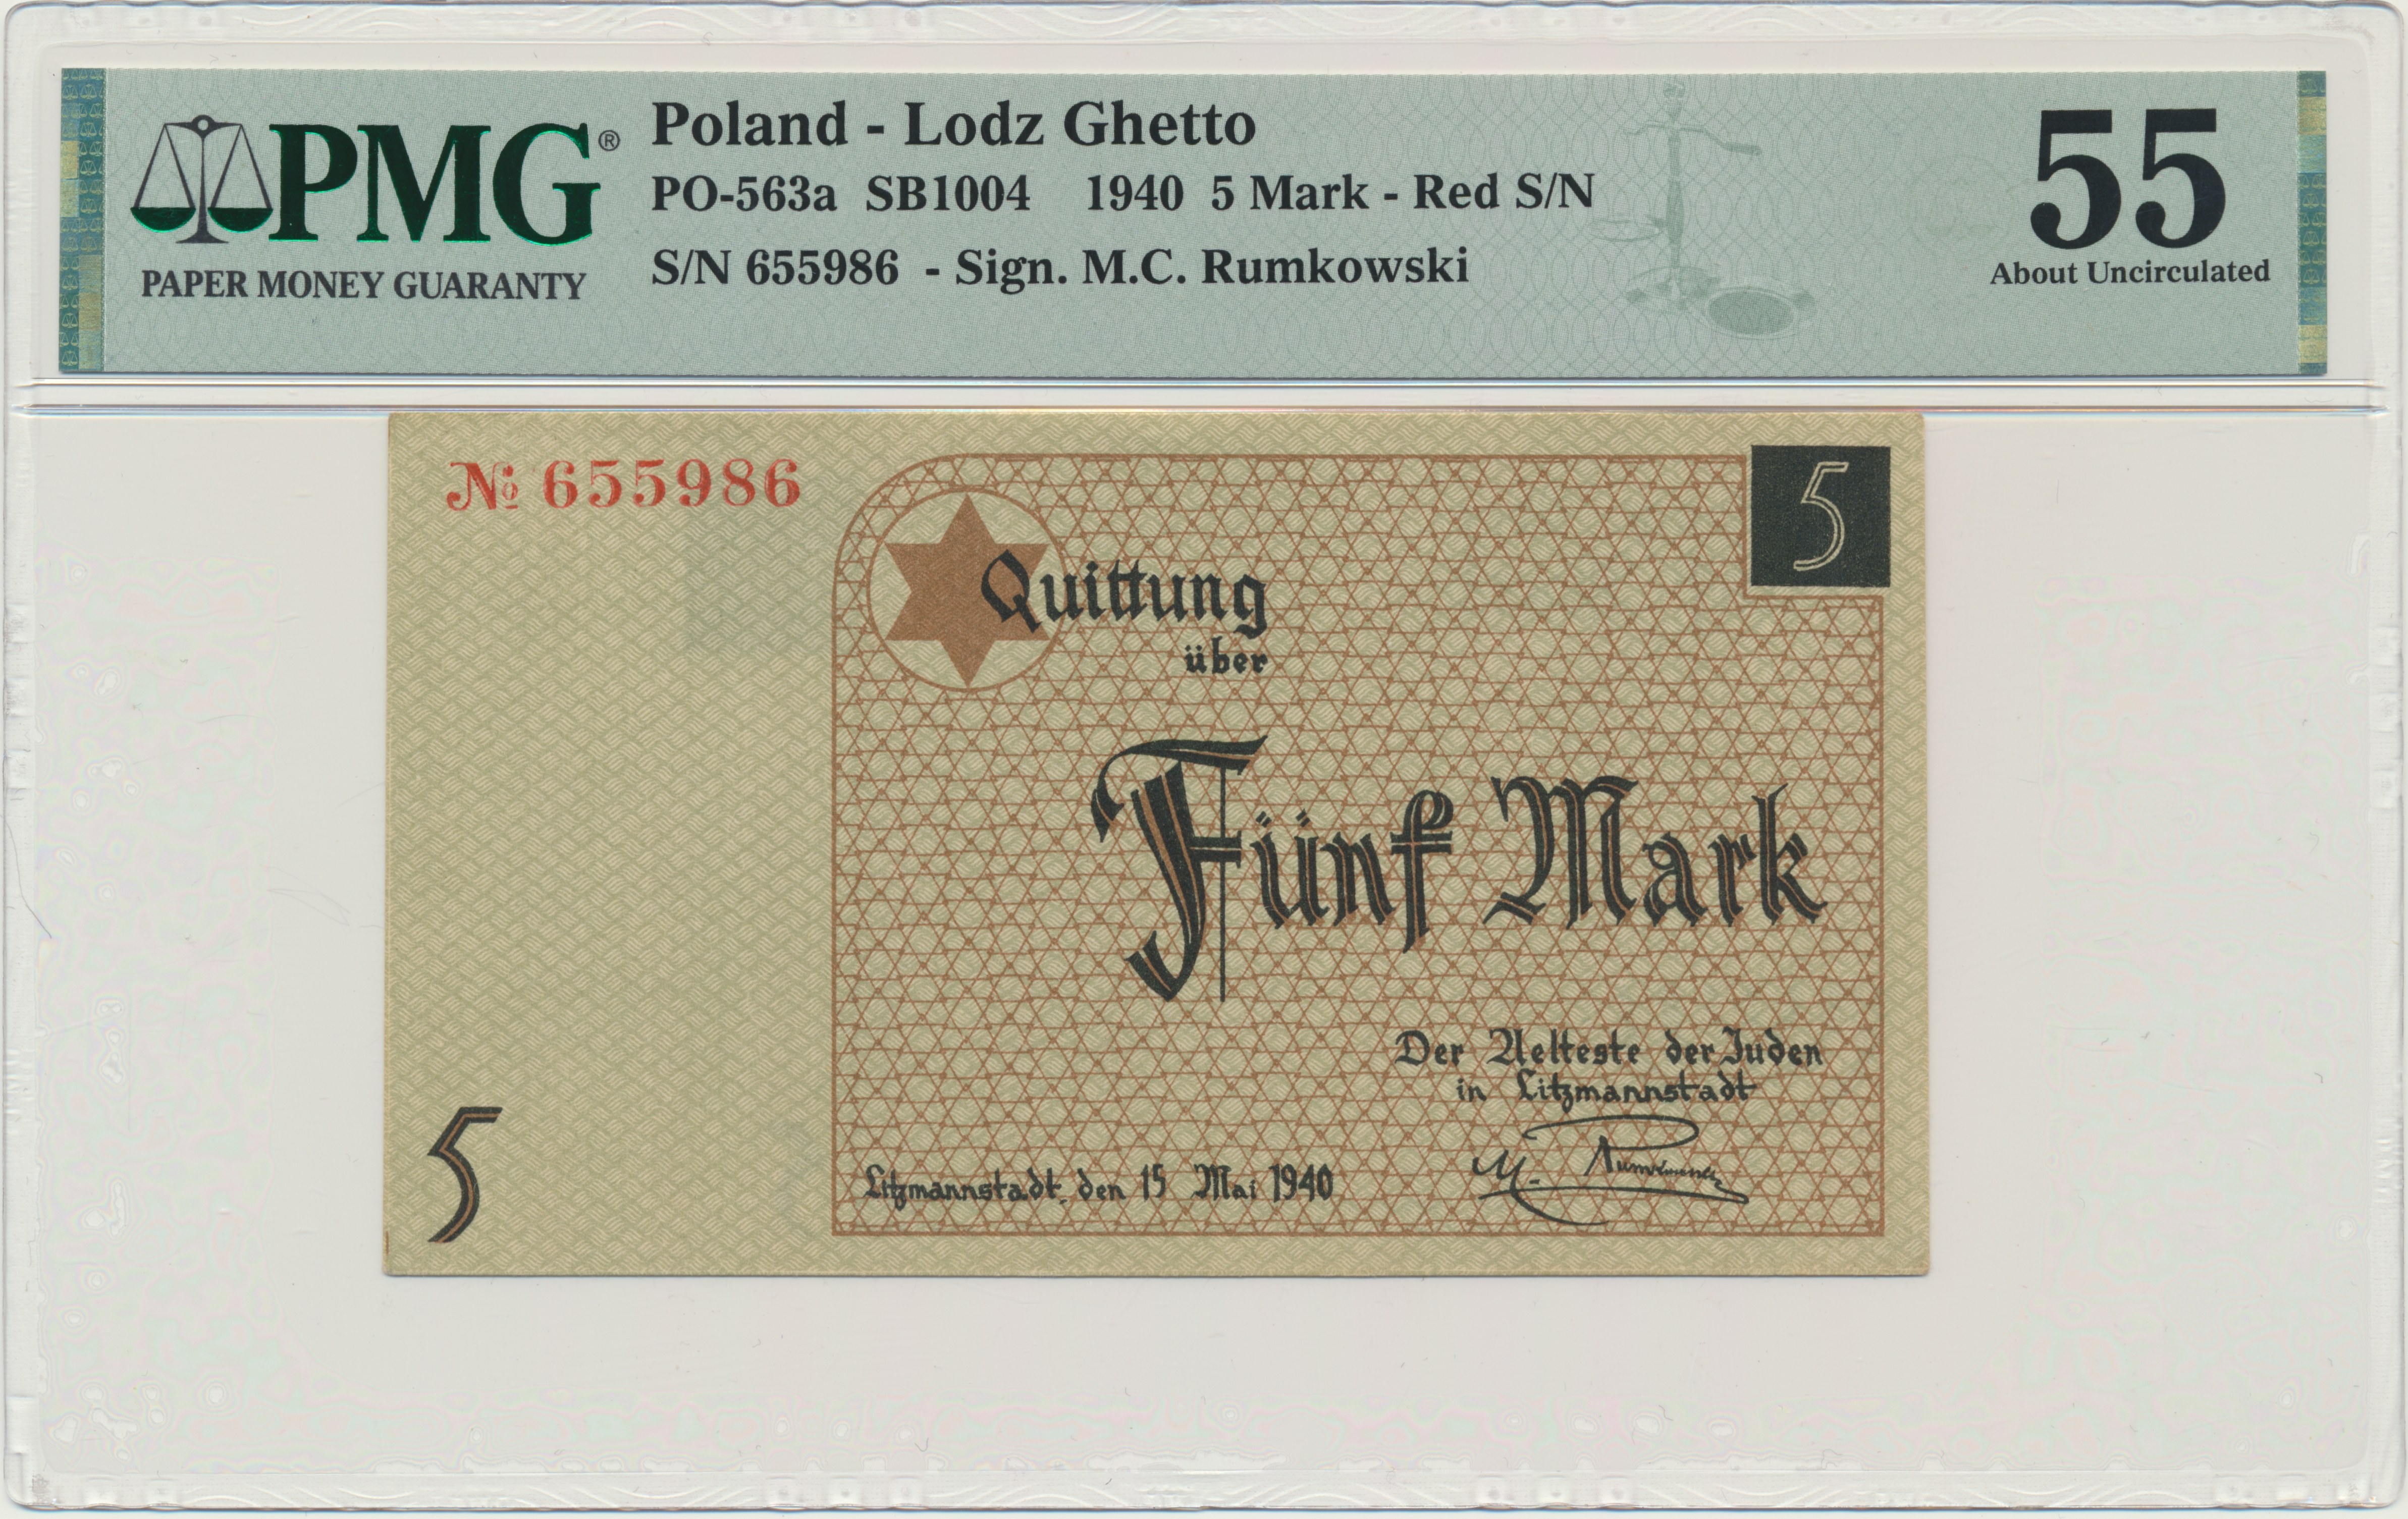 PMG®
PAPER MONEY GUARANTY
Poland - Lodz Ghetto
PO-563a SB1004 1940 5 Mark - Red S/N
S/N 655986 - Sign. M.C. Rumkowski
55
About Uncirculated
№ 655986
5
Quittung
über
Fünf Mark
Der Aelteste der Juden
in Litzmannstadt
M. Rumkowski
Litzmannstadt, den 15 Mai 1940
5